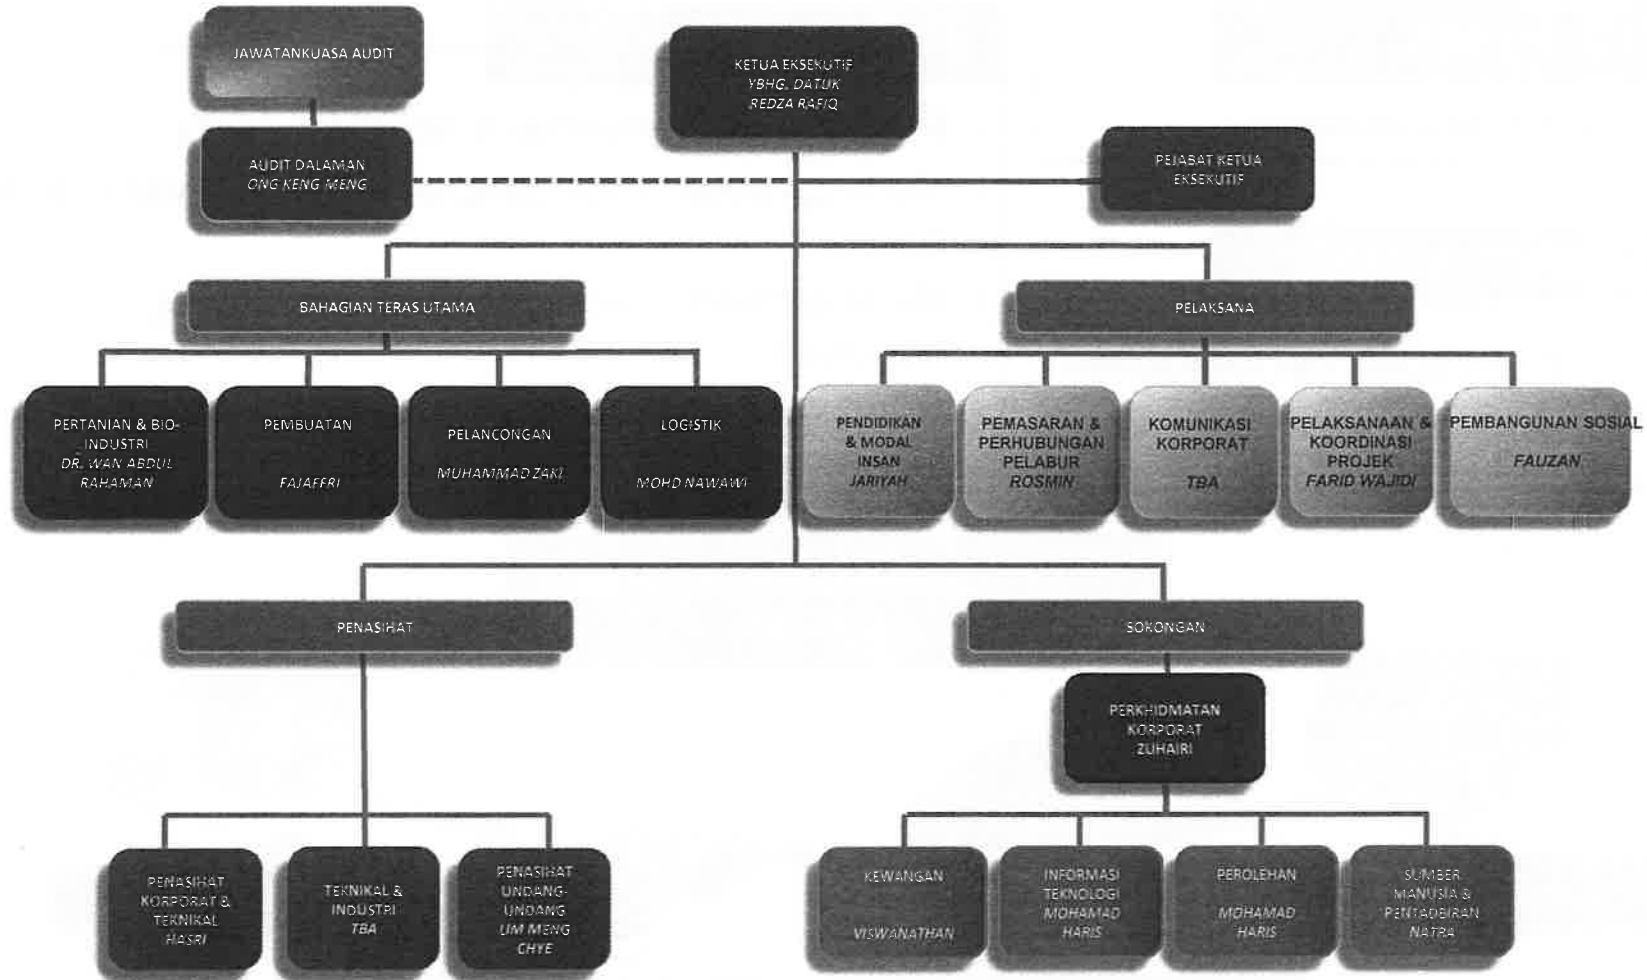 JAWATANKUASA AUDIT
KETUA EKSEKUTIF
YBHG. DATUK
REDZA RAFIQ
AUDIT DALAMAN
ONG KENG MENG
PEJABAT KETUA
EKSEKUTIF
BAHAGIAN TERAS UTAMA
PELAKSANA
PERTANIAN & BIO-
INDUSTRI
DR. WAN ABDUL
RAHAMAN
PEMBUATAN
FAJAFERI
PELANCONGAN
MUHAMMAD ZAKI
LOGISTIK
MOHD NAWAWI
PENDIDIKAN
& MODAL
INSAN
JARIYAH
PEMASARAN &
PERHUBUNGAN
PELABUR
ROSMIN
KOMUNIKASI
KORPORAT
TBA
PELAKSANAAN &
KOORDINASI
PROJEK
FARID WAJIDI
PEMBANGUNAN SOSIAL
FAUZAN
PENASIHAT
SOKONGAN
PERKHIDMATAN
KORPORAT
ZUHAIRI
PENASIHAT
KORPORAT &
TEKNIKAL
HASRI
TEKNIKAL &
INDUSTRI
TBA
PENASIHAT
UNDANG-
UNDANG
LIM MENG
CHYE
KEWANGAN
VISWANATHAN
INFORMASI
TEKNOLOGI
MOHAMAD
HARIS
PEROLEHAN
MOHAMAD
HARIS
SUMBER
MANUSIA &
PENTADBIRAN
NATRA